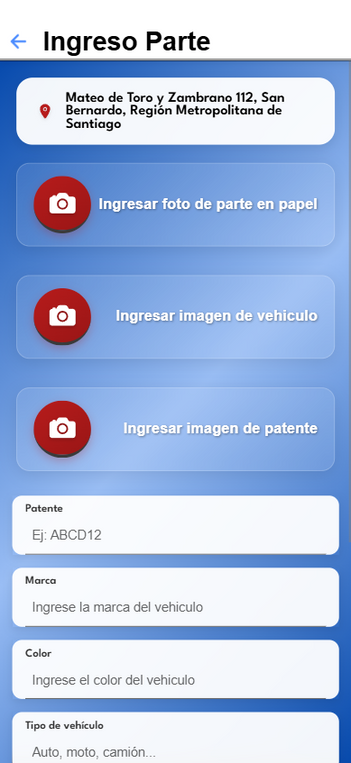 Ingreso Parte
Mateo de Toro y Zambrano 112, San
Bernardo, Región Metropolitana de
Santiago
Ingresar foto de parte en papel
Ingresar imagen de vehiculo
Ingresar imagen de patente
Patente
Ej: ABCD12
Marca
Ingrese la marca del vehiculo
Color
Ingrese el color del vehiculo
Tipo de vehículo
Auto, moto, camión...